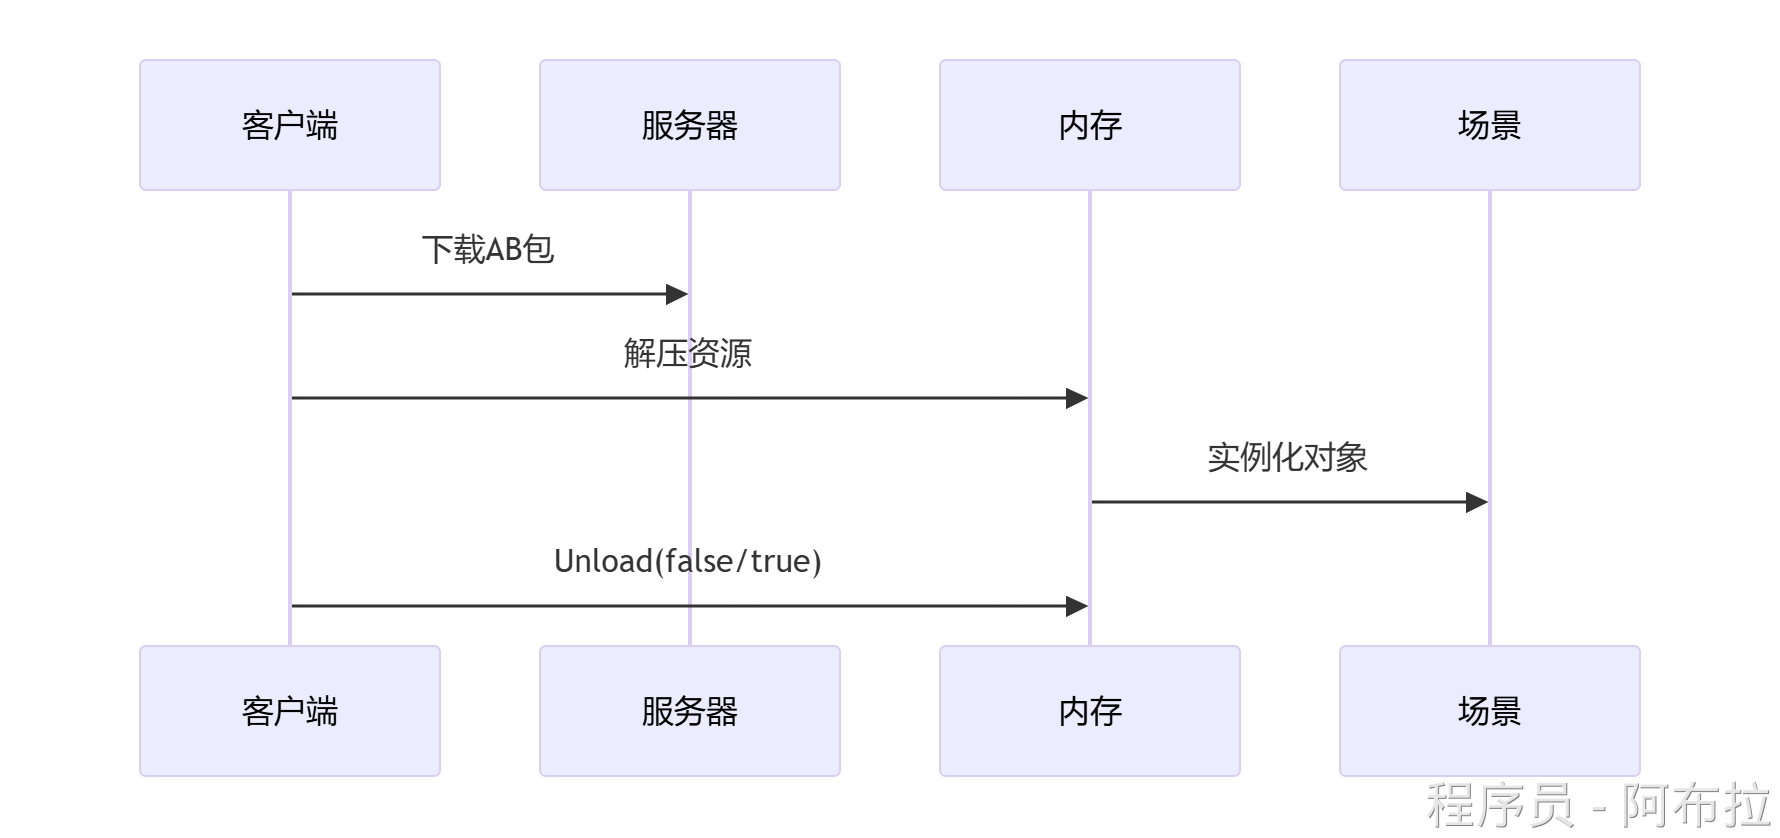 客户端
服务器
内存
场景
下载AB包
解压资源
实例化对象
Unload(false/true)
客户端
服务器
内存
场景
程序员 - 阿布拉